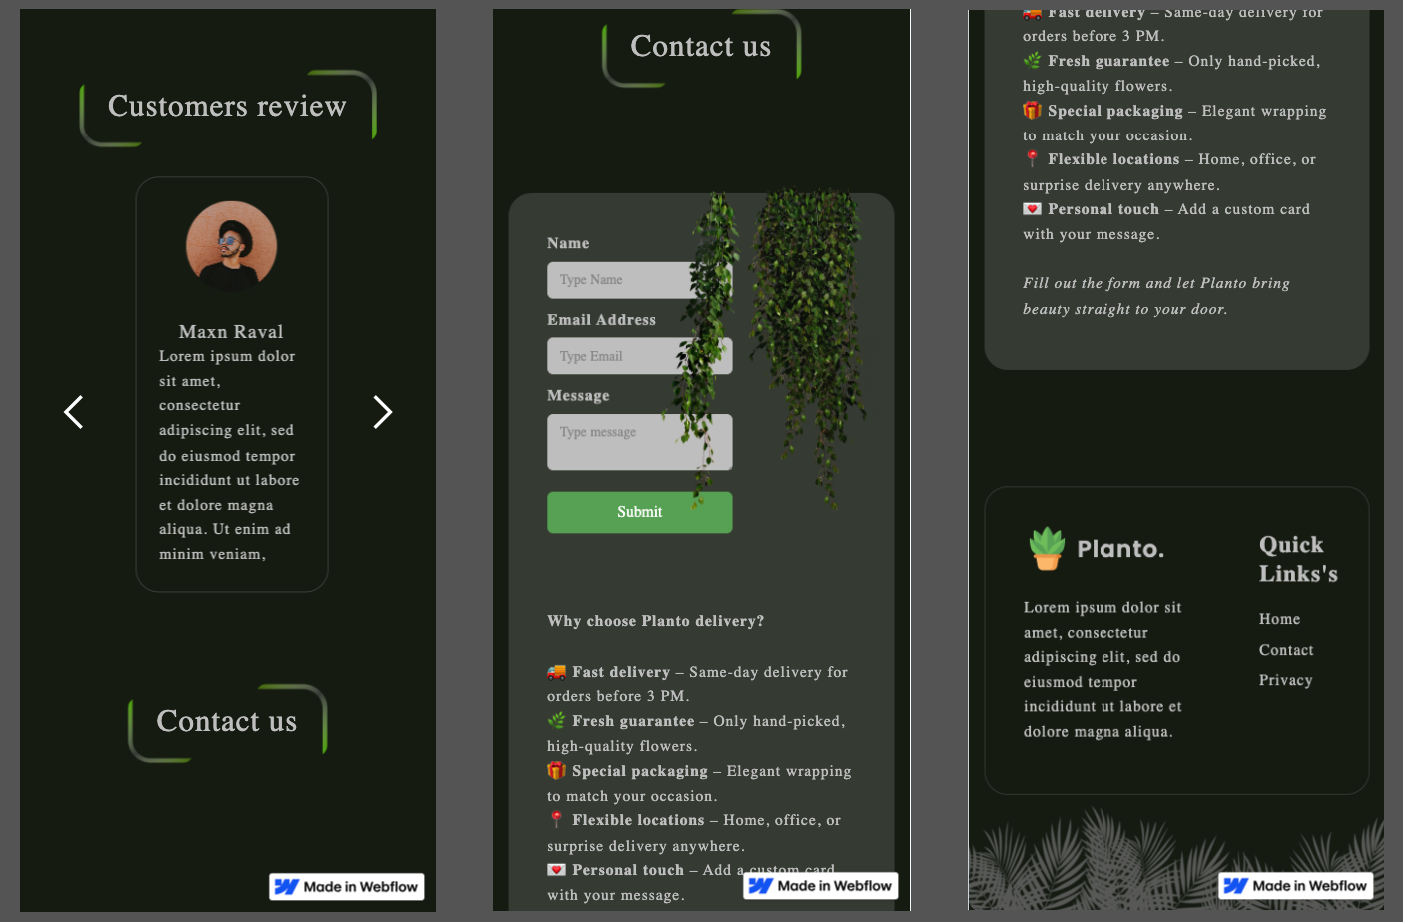 Customers review
Maxn Raval
Lorem ipsum dolor
sit amet,
consectetur
adipiscing elit, sed
do eiusmod tempor
incididunt ut labore
et dolore magna
aliqua. Ut enim ad
minim veniam,
Contact us
Made in Webflow
Contact us
Name
Type Name
Email Address
Type Email
Message
Type message
Submit
Why choose Planto delivery?
🚚 Fast delivery – Same-day delivery for
orders before 3 PM.
🌿 Fresh guarantee – Only hand-picked,
high-quality flowers.
🎁 Special packaging – Elegant wrapping
to match your occasion.
📍 Flexible locations – Home, office, or
surprise delivery anywhere.
💌 Personal touch – Add a custom card
with your message.
Made in Webflow
🚚 Fast delivery – Same-day delivery for
orders before 3 PM.
🌿 Fresh guarantee – Only hand-picked,
high-quality flowers.
🎁 Special packaging – Elegant wrapping
to match your occasion.
📍 Flexible locations – Home, office, or
surprise delivery anywhere.
💌 Personal touch – Add a custom card
with your message.
Fill out the form and let Planto bring
beauty straight to your door.
Planto.
Lorem ipsum dolor sit
amet, consectetur
adipiscing elit, sed do
eiusmod tempor
incididunt ut labore et
dolore magna aliqua.
Quick
Links's
Home
Contact
Privacy
Made in Webflow